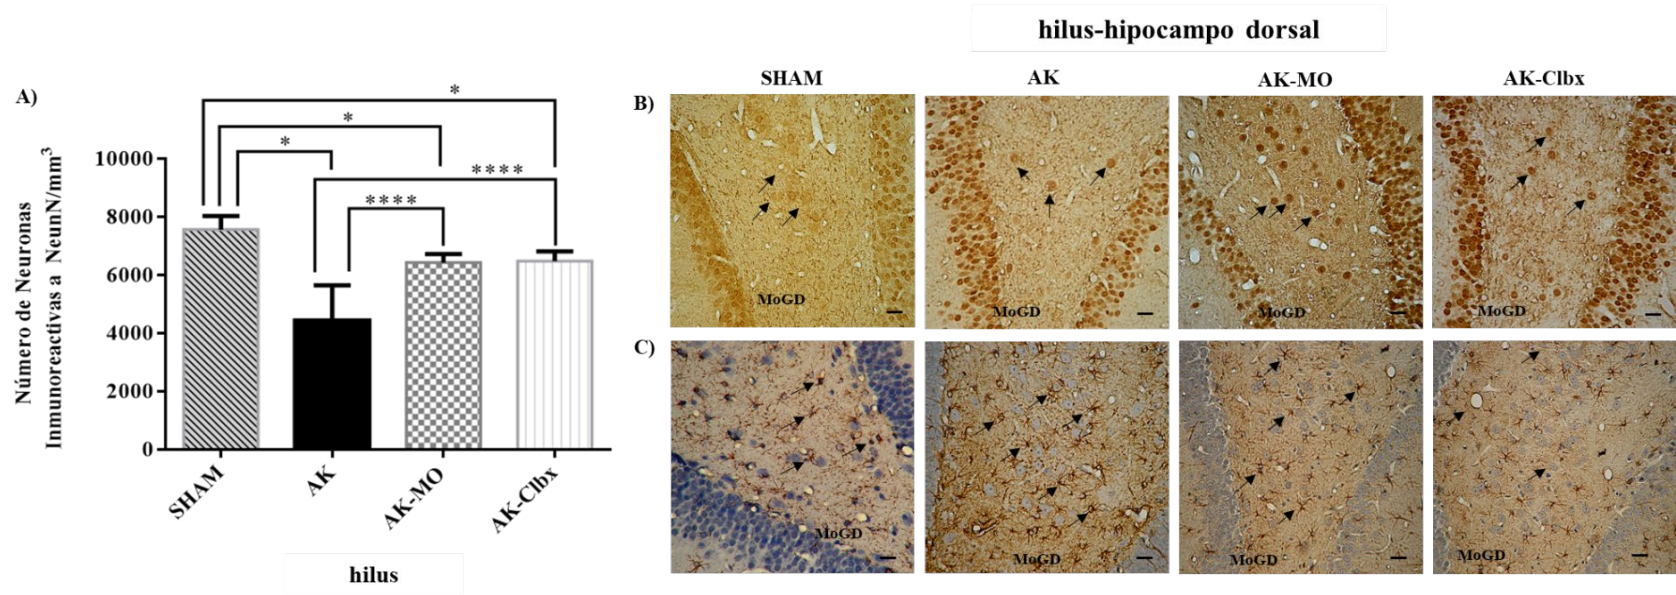 hilus-hipocampo dorsal
A)
Número de Neuronas
Inmunoreactivas a NeunN/mm³
10000
8000
6000
4000
2000
0
*
*
*
****
****
SHAM
AK
AK-MO
AK-Clbx
hilus
SHAM AK AK-MO AK-Clbx
B)
MoGD MoGD MoGD MoGD
C)
MoGD MoGD MoGD MoGD